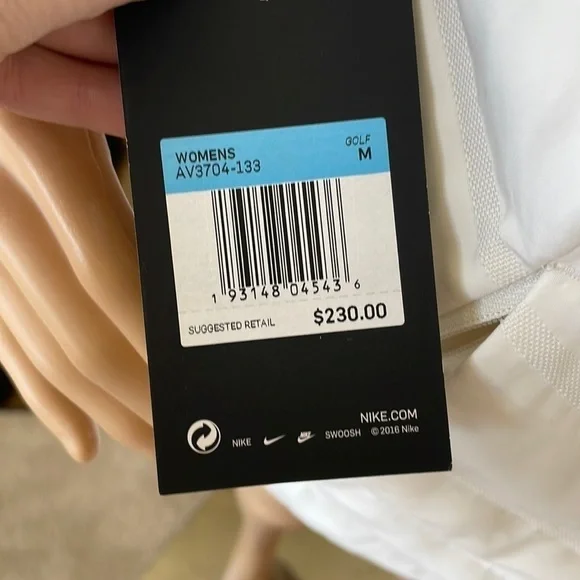 WOMENS
GOLF
AV3704-133
M
1 93148 04543 6
SUGGESTED RETAIL
$230.00
NIKE.COM
NIKE SWOOSH © 2016 Nike